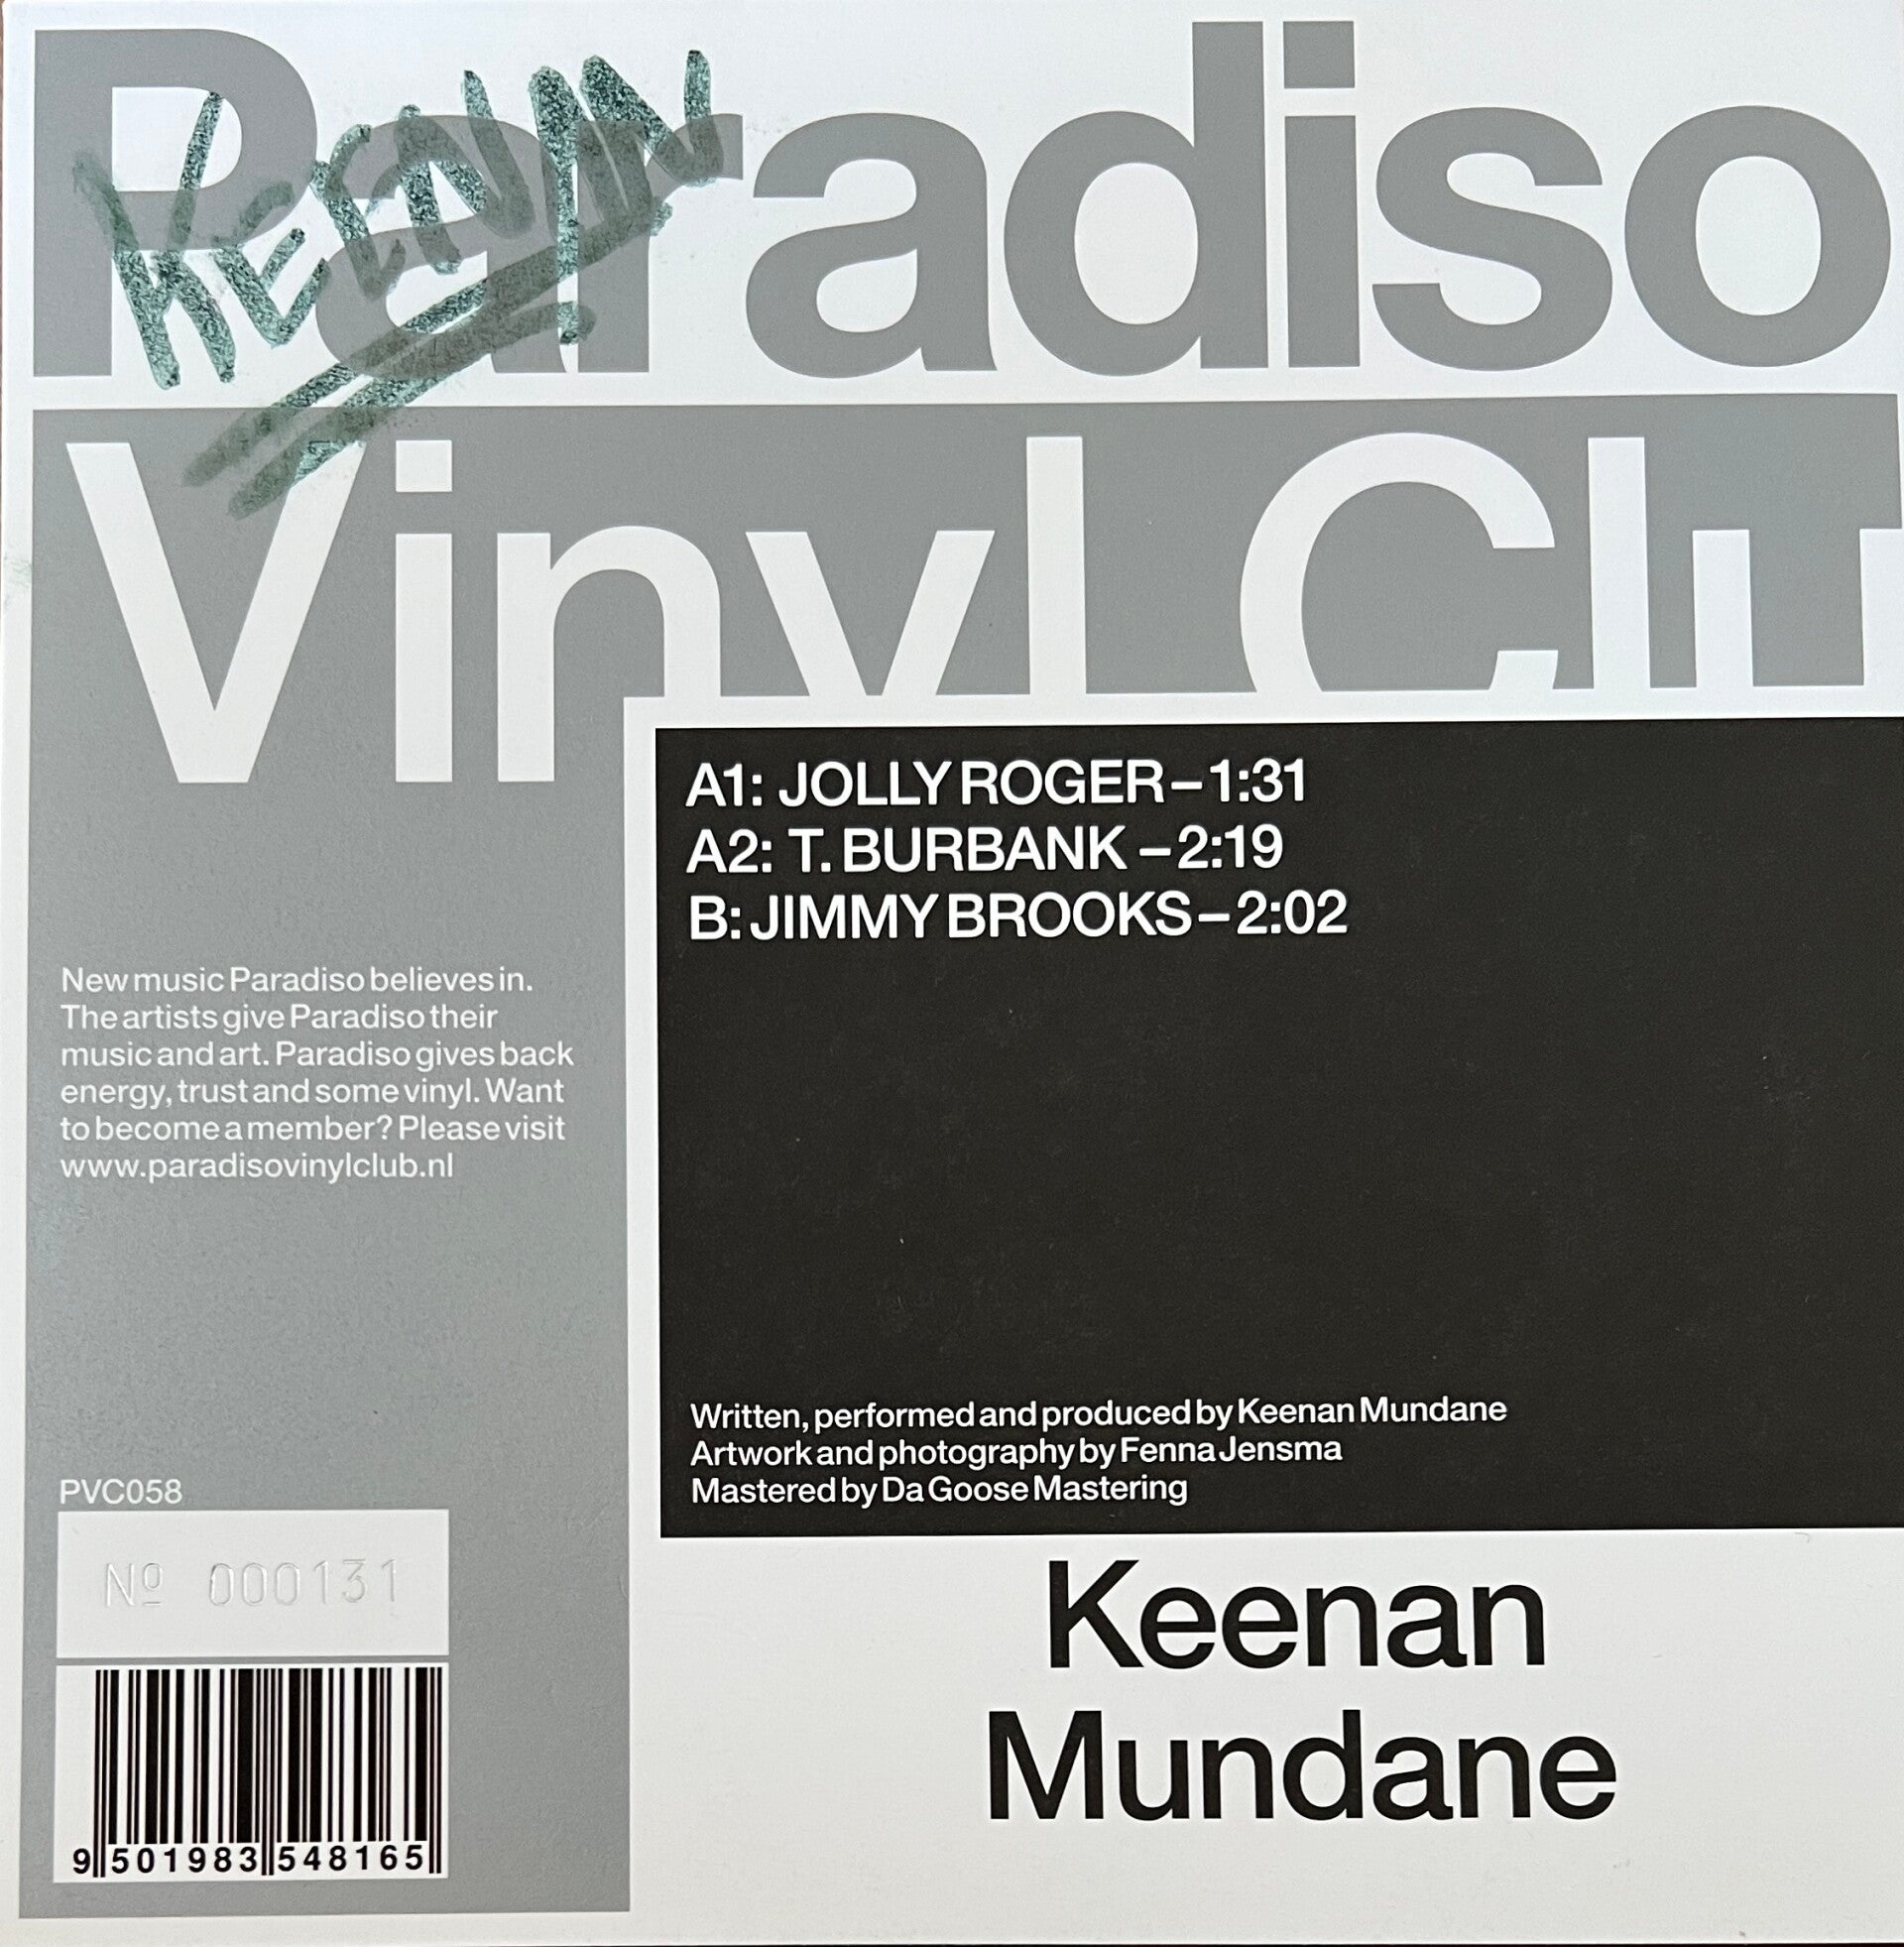 Paradiso
KEENAN
Vinyl Clu
A1: JOLLY ROGER – 1:31
A2: T. BURBANK – 2:19
B: JIMMY BROOKS – 2:02
New music Paradiso believes in.
The artists give Paradiso their
music and art. Paradiso gives back
energy, trust and some vinyl. Want
to become a member? Please visit
www.paradisovinylclub.nl
Written, performed and produced by Keenan Mundane
Artwork and photography by Fenna Jensma
Mastered by Da Goose Mastering
PVC058
Nº 000131
9 501983 548165
Keenan
Mundane